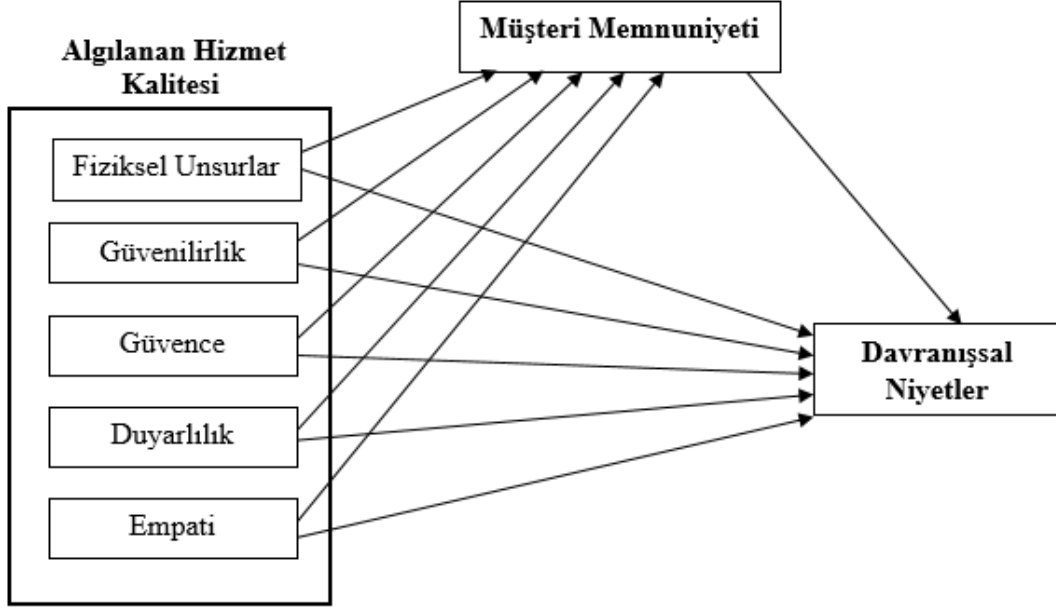 Müşteri Memnuniyeti
Algılanan Hizmet
Kalitesi
Fiziksel Unsurlar
Güvenilirlik
Güvence
Duyarlılık
Empati
Davranışsal
Niyetler